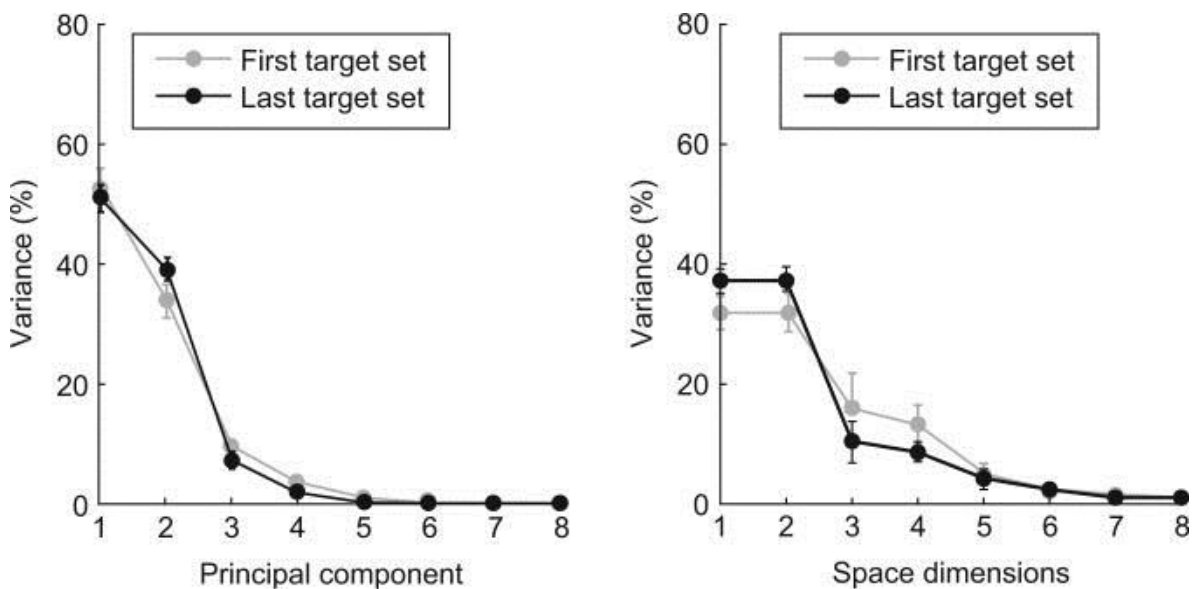 80
60
40
20
0
Variance (%)
First target set
Last target set
1 2 3 4 5 6 7 8
Principal component
80
60
40
20
0
Variance (%)
First target set
Last target set
1 2 3 4 5 6 7 8
Space dimensions